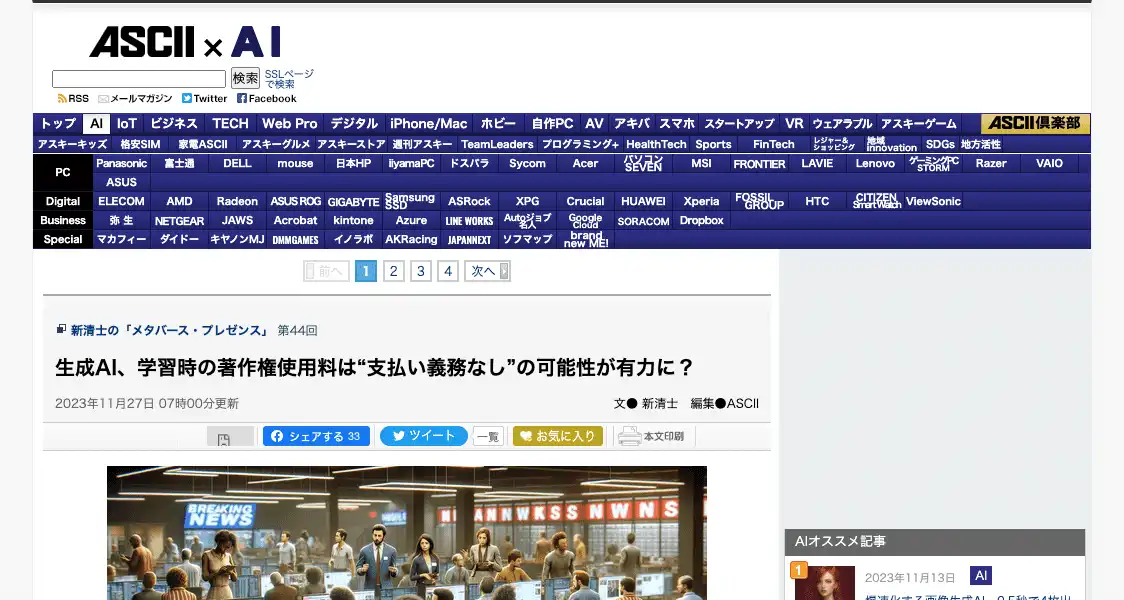 ASCII × AI
検索 SSLページ
で検索
RSS メールマガジン Twitter Facebook
トップ AI IoT ビジネス TECH Web Pro デジタル iPhone/Mac ホビー 自作PC AV アキバ スマホ スタートアップ VR ウェアラブル アスキーゲーム ASCII倶楽部
アスキーキッズ 格安SIM 家電ASCII アスキーグルメ アスキーストア 週刊アスキー TeamLeaders プログラミング+ HealthTech Sports FinTech レジャー&ショッピング 地域innovation SDGs 地方活性
PC Panasonic 富士通 DELL mouse 日本HP iiyamaPC ドスパラ Sycom Acer パソコンSEVEN MSI FRONTIER LAVIE Lenovo ゲーミングPC STORM Razer VAIO
ASUS
Digital ELECOM AMD Radeon ASUS ROG GIGABYTE Samsung SSD ASRock XPG Crucial HUAWEI Xperia FOSSIL GROUP HTC CITIZEN SmartWatch ViewSonic
Business 弥生 NETGEAR JAWS Acrobat kintone Azure LINE WORKS Autoジョブ名人 Google Cloud SORACOM Dropbox
Special マカフィー ダイドー キヤノンMJ DMMGAMES イノラボ AKRacing JAPANNEXT ソフマップ brand new ME!
前へ 1 2 3 4 次へ
新清士の「メタバース・プレゼンス」 第44回
生成AI、学習時の著作権使用料は“支払い義務なし”の可能性が有力に？
2023年11月27日 07時00分更新
文● 新清士 編集●ASCII
シェアする 33 ツイート 一覧 お気に入り 本文印刷
BREAKING
NEWS
AIオススメ記事
1
2023年11月13日 AI